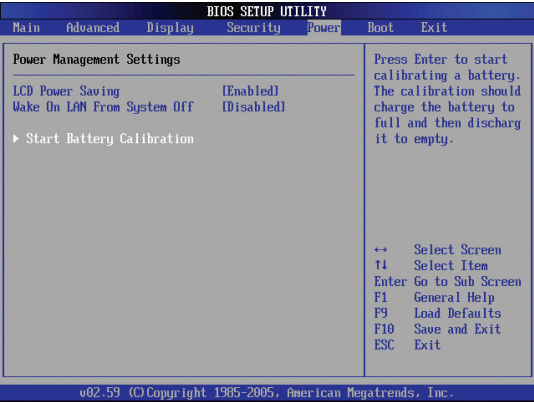 BIOS SETUP UTILITY
Main Advanced Display Security Power Boot Exit
Power Management Settings
LCD Power Saving [Enabled]
Wake On LAN From System Off [Disabled]
▸ Start Battery Calibration
Press Enter to start
calibrating a battery.
The calibration should
charge the battery to
full and then discharg
it to empty.
↔ Select Screen
↑↓ Select Item
Enter Go to Sub Screen
F1 General Help
F9 Load Defaults
F10 Save and Exit
ESC Exit
v02.59 (C)Copyright 1985-2005, American Megatrends, Inc.